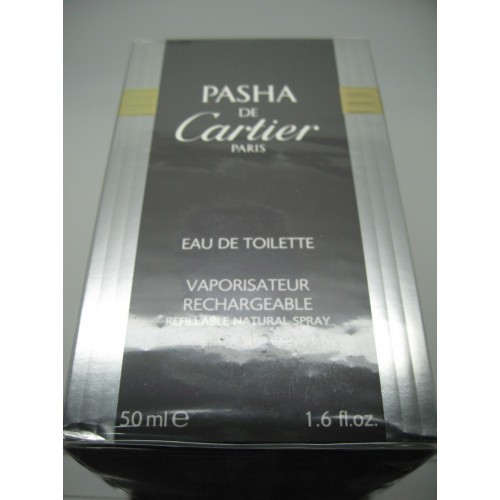 PASHA
DE
Cartier
PARIS
EAU DE TOILETTE
VAPORISATEUR
RECHARGEABLE
REFILLABLE NATURAL SPRAY
50 ml e 1.6 fl.oz.